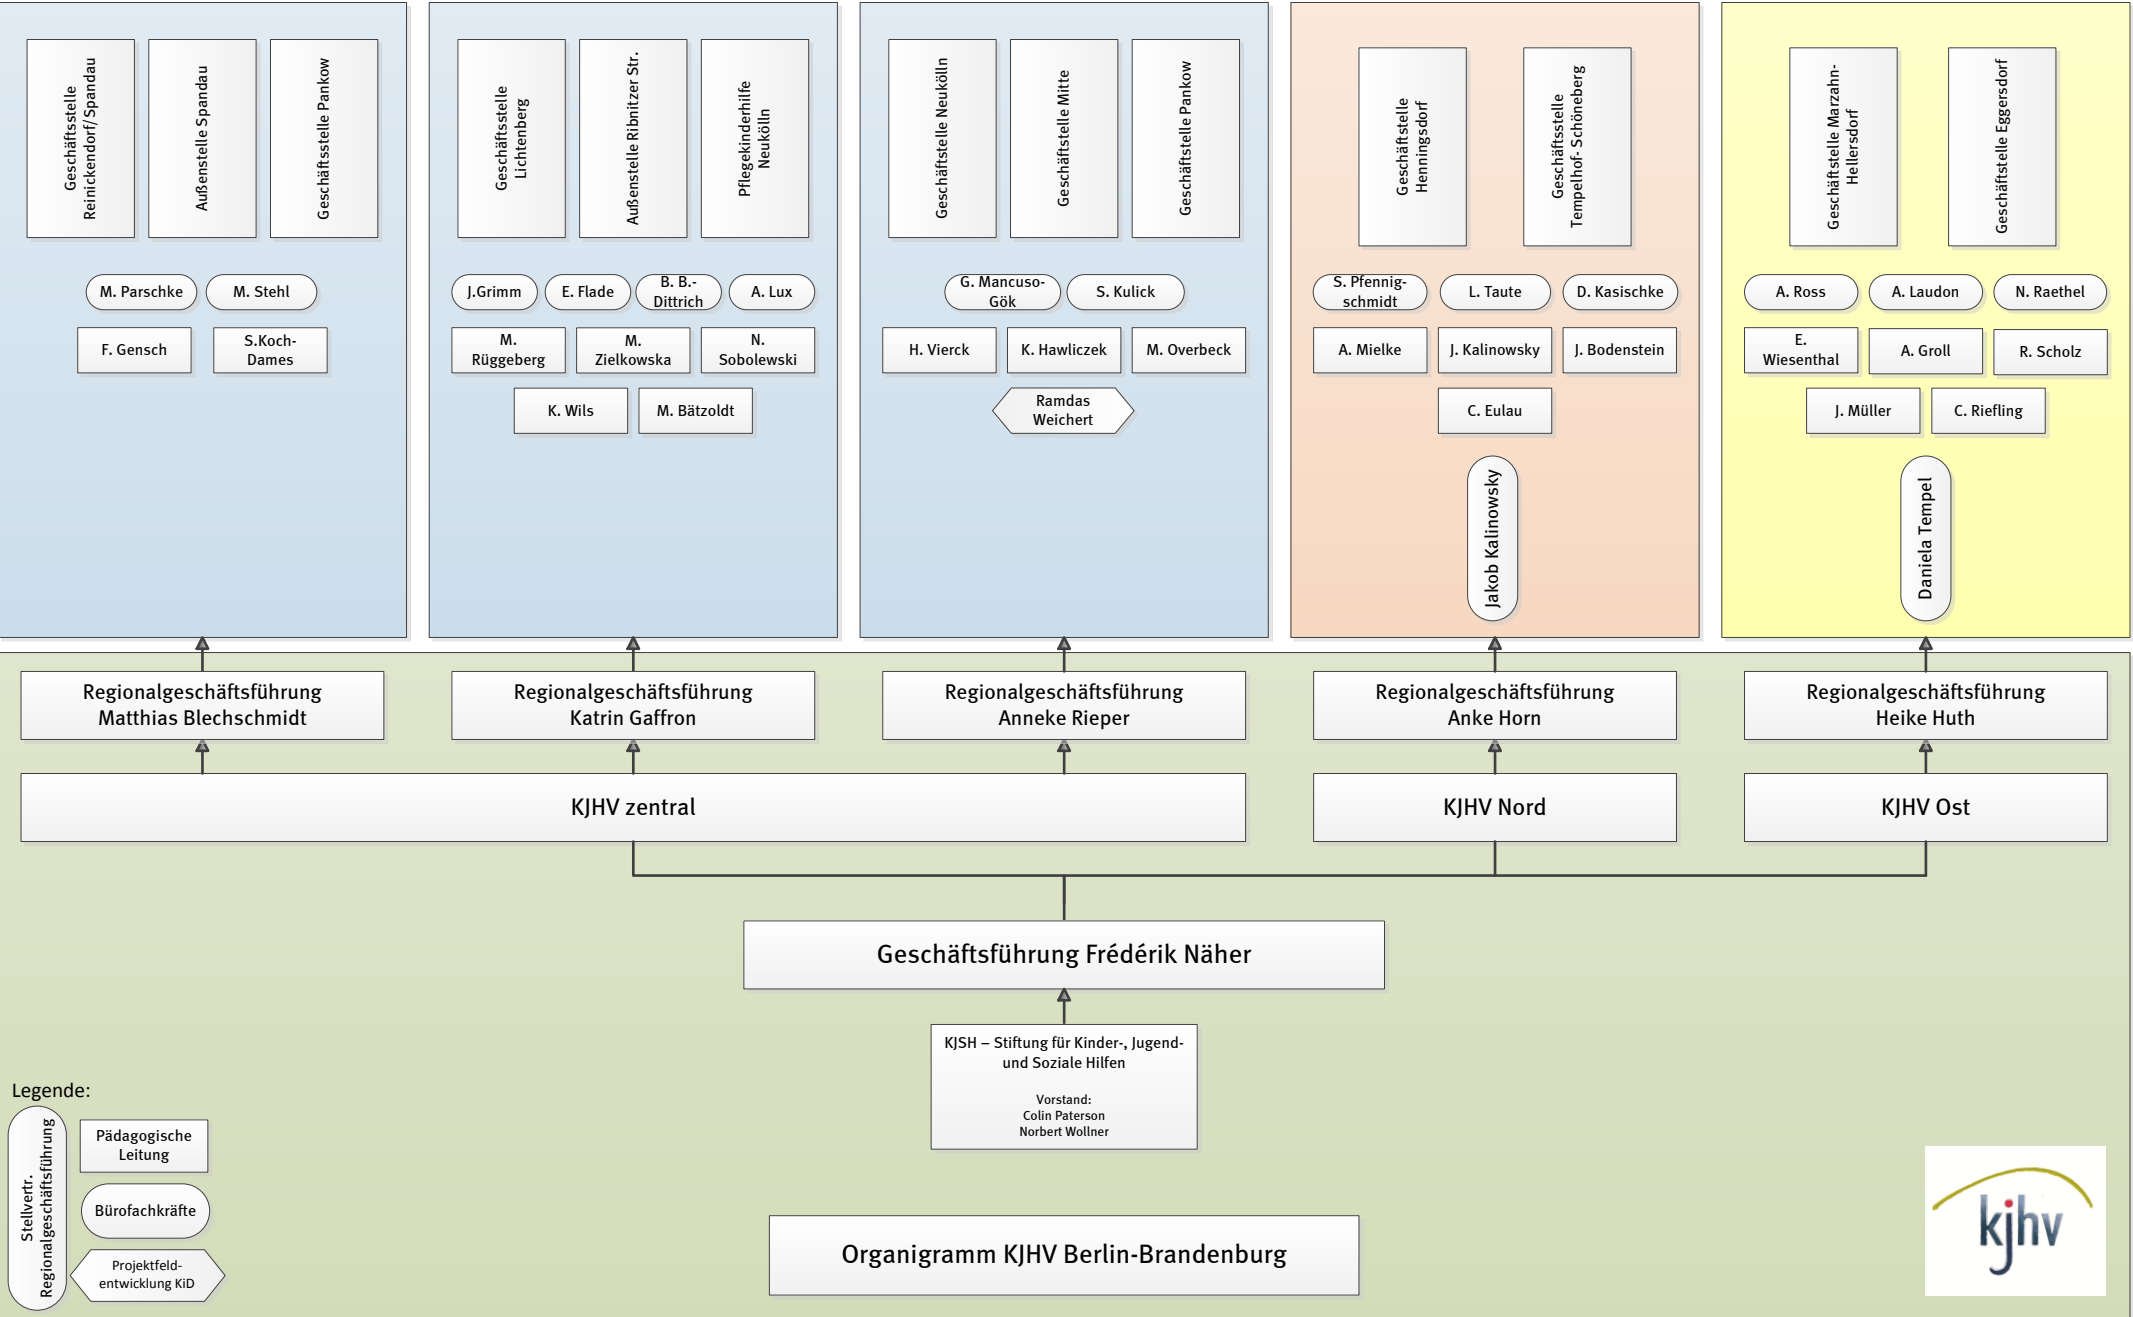 Geschäftsstelle
Reinickendorf/ Spandau
Außenstelle Spandau
Geschäftsstelle Pankow
M. Parschke
M. Stehl
F. Gensch
S.Koch-
Dames
Geschäftsstelle
Lichtenberg
Außenstelle Ribnitzer Str.
Pflegekinderhilfe
Neukölln
J.Grimm
E. Flade
B. B.-
Dittrich
A. Lux
M.
Rüggeberg
M.
Zielkowska
N.
Sobolewski
K. Wils
M. Bätzoldt
Geschäftstelle Neukölln
Geschäftstelle Mitte
Geschäftstelle Pankow
G. Mancuso-
Gök
S. Kulick
H. Vierck
K. Hawliczek
M. Overbeck
Ramdas
Weichert
Geschäftstelle
Henningsdorf
Geschäftsstelle
Tempelhof- Schöneberg
S. Pfennig-
schmidt
L. Taute
D. Kasischke
A. Mielke
J. Kalinowsky
J. Bodenstein
C. Eulau
Jakob Kalinowsky
Geschäftstelle Marzahn-
Hellersdorf
Geschäftstelle Eggersdorf
A. Ross
A. Laudon
N. Raethel
E.
Wiesenthal
A. Groll
R. Scholz
J. Müller
C. Riefling
Daniela Tempel
Regionalgeschäftsführung
Matthias Blechschmidt
Regionalgeschäftsführung
Katrin Gaffron
Regionalgeschäftsführung
Anneke Rieper
Regionalgeschäftsführung
Anke Horn
Regionalgeschäftsführung
Heike Huth
KJHV zentral
KJHV Nord
KJHV Ost
Geschäftsführung Frédérik Näher
KJSH – Stiftung für Kinder-, Jugend-
und Soziale Hilfen
Vorstand:
Colin Paterson
Norbert Wollner
Legende:
Stellvertr.
Regionalgeschäftsführung
Pädagogische
Leitung
Bürofachkräfte
Projektfeld-
entwicklung KiD
Organigramm KJHV Berlin-Brandenburg
kjhv